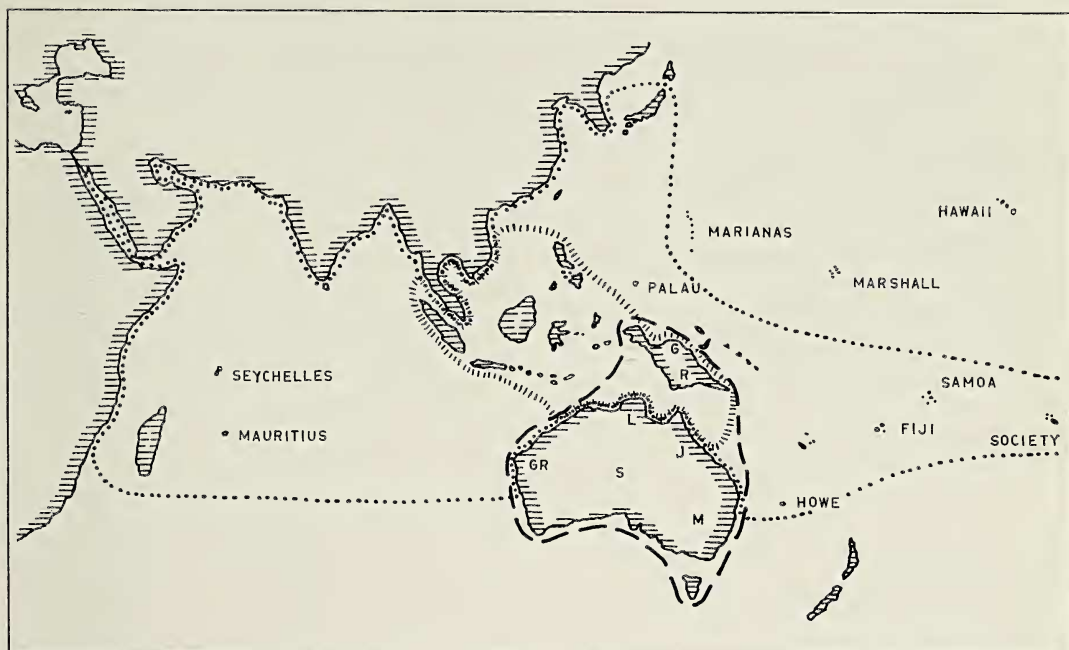 HAWAII
MARIANAS
MARSHALL
PALAU
G
R
SEYCHELLES
SAMOA
L
MAURITIUS
FIJI
J
SOCIETY
GR
S
HOWE
M